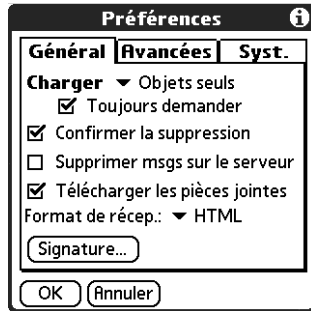 Préférences
Général Avancées Syst.
Charger Objets seuls
Toujours demander
Confirmer la suppression
Supprimer msgs sur le serveur
Télécharger les pièces jointes
Format de récep.: HTML
Signature...
OK Annuler